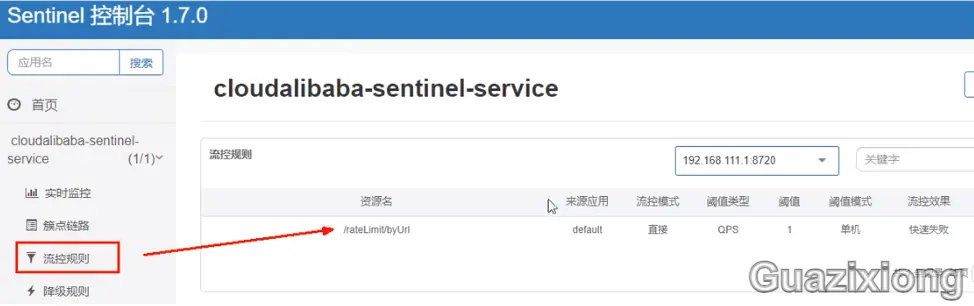 Sentinel 控制台 1.7.0
应用名 搜索
首页
cloudalibaba-sentinel-service (1/1)
实时监控
簇点链路
流控规则
降级规则
cloudalibaba-sentinel-service
流控规则 192.168.111.1:8720 关键字
资源名 来源应用 流控模式 阈值类型 阈值 阈值模式 流控效果
/rateLimit/byUrl default 直接 QPS 1 单机 快速失败
Guazixiong